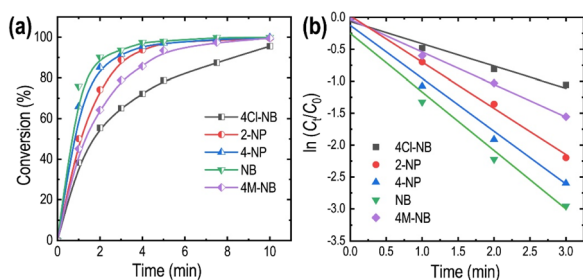 (a)
100
80
60
40
20
0
Conversion (%)
4Cl-NB
2-NP
4-NP
NB
4M-NB
0 2 4 6 8 10
Time (min)
(b)
0.0
-0.5
-1.0
-1.5
-2.0
-2.5
-3.0
-3.5
ln (Ct/C0)
4Cl-NB
2-NP
4-NP
NB
4M-NB
0.0 0.5 1.0 1.5 2.0 2.5 3.0
Time (min)